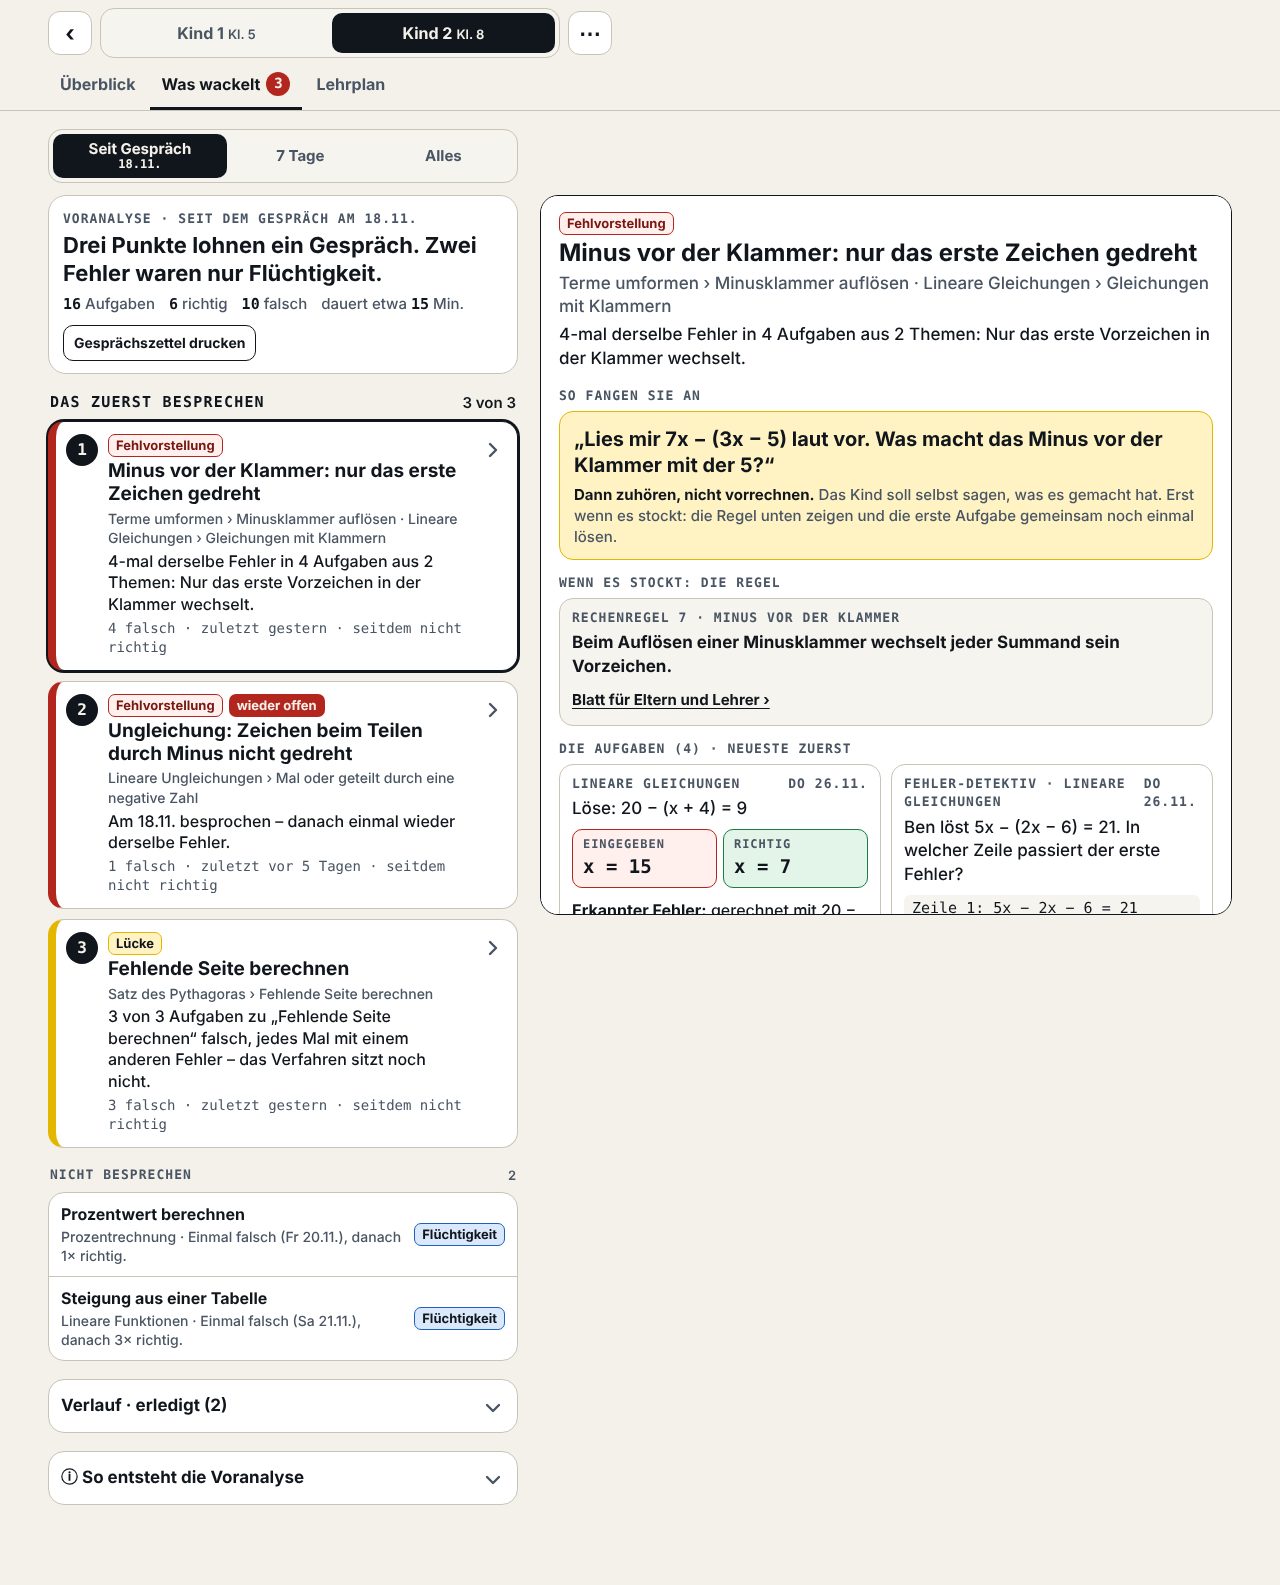 ‹
Kind 1 Kl. 5
Kind 2 Kl. 8
···
Überblick
Was wackelt 3
Lehrplan
Seit Gespräch
18.11.
7 Tage
Alles
VORANALYSE · SEIT DEM GESPRÄCH AM 18.11.
Drei Punkte lohnen ein Gespräch. Zwei
Fehler waren nur Flüchtigkeit.
16 Aufgaben 6 richtig 10 falsch dauert etwa 15 Min.
Gesprächszettel drucken
DAS ZUERST BESPRECHEN 3 von 3
1
Fehlvorstellung
Minus vor der Klammer: nur das erste
Zeichen gedreht
Terme umformen › Minusklammer auflösen · Lineare
Gleichungen › Gleichungen mit Klammern
4-mal derselbe Fehler in 4 Aufgaben aus 2
Themen: Nur das erste Vorzeichen in der
Klammer wechselt.
4 falsch · zuletzt gestern · seitdem nicht
richtig
2
Fehlvorstellung wieder offen
Ungleichung: Zeichen beim Teilen
durch Minus nicht gedreht
Lineare Ungleichungen › Mal oder geteilt durch eine
negative Zahl
Am 18.11. besprochen – danach einmal wieder
derselbe Fehler.
1 falsch · zuletzt vor 5 Tagen · seitdem
nicht richtig
3
Lücke
Fehlende Seite berechnen
Satz des Pythagoras › Fehlende Seite berechnen
3 von 3 Aufgaben zu „Fehlende Seite
berechnen“ falsch, jedes Mal mit einem
anderen Fehler – das Verfahren sitzt noch
nicht.
3 falsch · zuletzt gestern · seitdem nicht
richtig
NICHT BESPRECHEN 2
Prozentwert berechnen
Prozentrechnung · Einmal falsch (Fr 20.11.), danach
1× richtig.
Flüchtigkeit
Steigung aus einer Tabelle
Lineare Funktionen · Einmal falsch (Sa 21.11.),
danach 3× richtig.
Flüchtigkeit
Verlauf · erledigt (2)
ⓘ So entsteht die Voranalyse
Fehlvorstellung
Minus vor der Klammer: nur das erste Zeichen gedreht
Terme umformen › Minusklammer auflösen · Lineare Gleichungen › Gleichungen
mit Klammern
4-mal derselbe Fehler in 4 Aufgaben aus 2 Themen: Nur das erste Vorzeichen in
der Klammer wechselt.
SO FANGEN SIE AN
„Lies mir 7x − (3x − 5) laut vor. Was macht das Minus vor der
Klammer mit der 5?“
Dann zuhören, nicht vorrechnen. Das Kind soll selbst sagen, was es gemacht hat. Erst
wenn es stockt: die Regel unten zeigen und die erste Aufgabe gemeinsam noch einmal
lösen.
WENN ES STOCKT: DIE REGEL
RECHENREGEL 7 · MINUS VOR DER KLAMMER
Beim Auflösen einer Minusklammer wechselt jeder Summand sein
Vorzeichen.
Blatt für Eltern und Lehrer ›
DIE AUFGABEN (4) · NEUESTE ZUERST
LINEARE GLEICHUNGEN DO 26.11.
Löse: 20 − (x + 4) = 9
EINGEGEBEN
x = 15
RICHTIG
x = 7
Erkannter Fehler: gerechnet mit 20 −
FEHLER-DETEKTIV · LINEARE DO
GLEICHUNGEN 26.11.
Ben löst 5x − (2x − 6) = 21. In
welcher Zeile passiert der erste
Fehler?
Zeile 1: 5x − 2x − 6 = 21